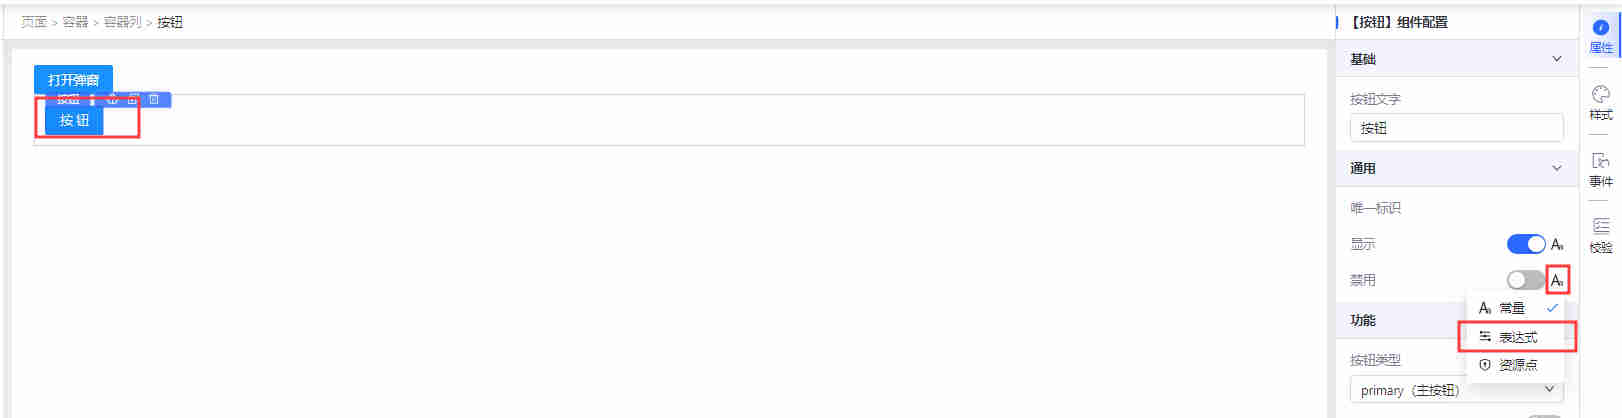 页面 > 容器 > 容器列 > 按钮
打开弹窗
按钮
按 钮
【按钮】组件配置
基础
按钮文字
按钮
通用
唯一标识
显示
禁用
常量
表达式
资源点
功能
按钮类型
primary（主按钮）
属性
样式
事件
校验